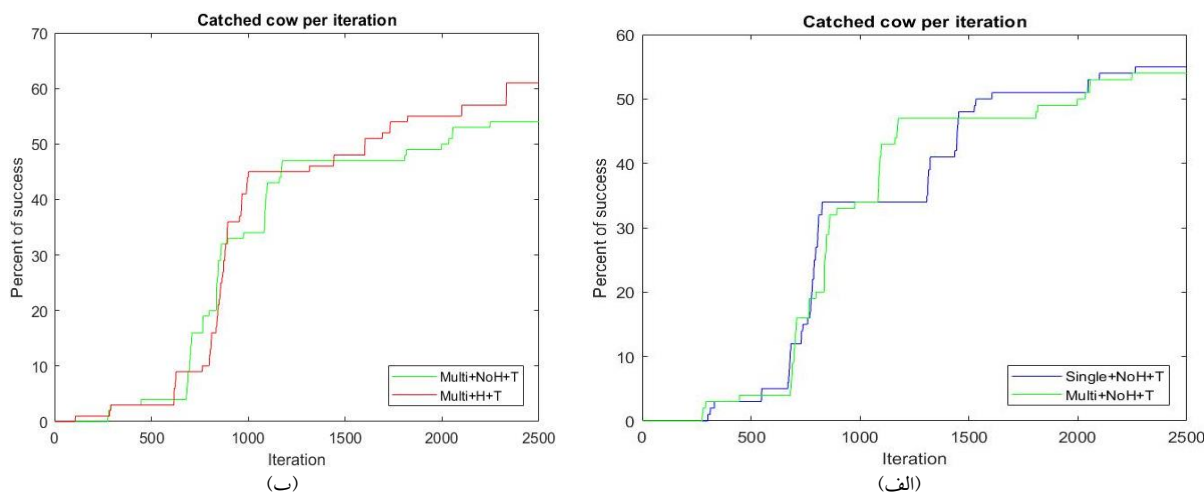 Catched cow per iteration
Percent of success
70
60
50
40
30
20
10
0
0 500 1000 1500 2000 2500
Iteration
Multi+NoH+T
Multi+H+T
(ب)
Catched cow per iteration
Percent of success
60
50
40
30
20
10
0
0 500 1000 1500 2000 2500
Iteration
Single+NoH+T
Multi+NoH+T
(الف)